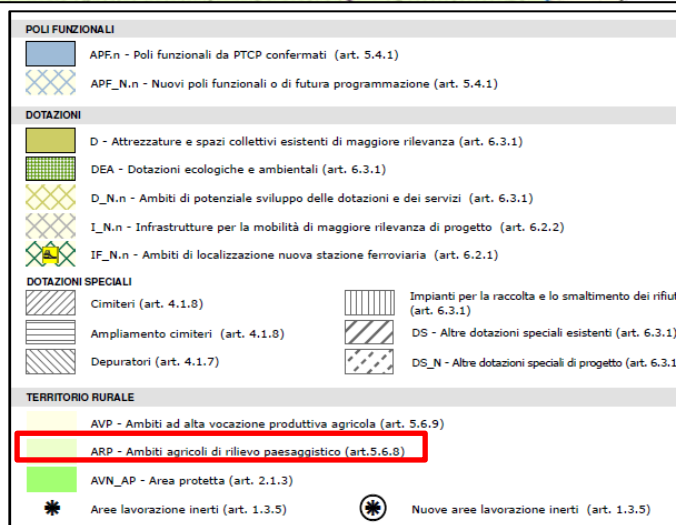 POLI FUNZIONALI
APF.n - Poli funzionali da PTCP confermati (art. 5.4.1)
APF_N.n - Nuovi poli funzionali o di futura programmazione (art. 5.4.1)
DOTAZIONI
D - Attrezzature e spazi collettivi esistenti di maggiore rilevanza (art. 6.3.1)
DEA - Dotazioni ecologiche e ambientali (art. 6.3.1)
D_N.n - Ambiti di potenziale sviluppo delle dotazioni e dei servizi (art. 6.3.1)
I_N.n - Infrastrutture per la mobilità di maggiore rilevanza di progetto (art. 6.2.2)
IF_N.n - Ambiti di localizzazione nuova stazione ferroviaria (art. 6.2.1)
DOTAZIONI SPECIALI
Cimiteri (art. 4.1.8)
Ampliamento cimiteri (art. 4.1.8)
Depuratori (art. 4.1.7)
Impianti per la raccolta e lo smaltimento dei rifiut
(art. 6.3.1)
DS - Altre dotazioni speciali esistenti (art. 6.3.1)
DS_N - Altre dotazioni speciali di progetto (art. 6.3.1
TERRITORIO RURALE
AVP - Ambiti ad alta vocazione produttiva agricola (art. 5.6.9)
ARP - Ambiti agricoli di rilievo paesaggistico (art.5.6.8)
AVN_AP - Area protetta (art. 2.1.3)
Aree lavorazione inerti (art. 1.3.5)
Nuove aree lavorazione inerti (art. 1.3.5)